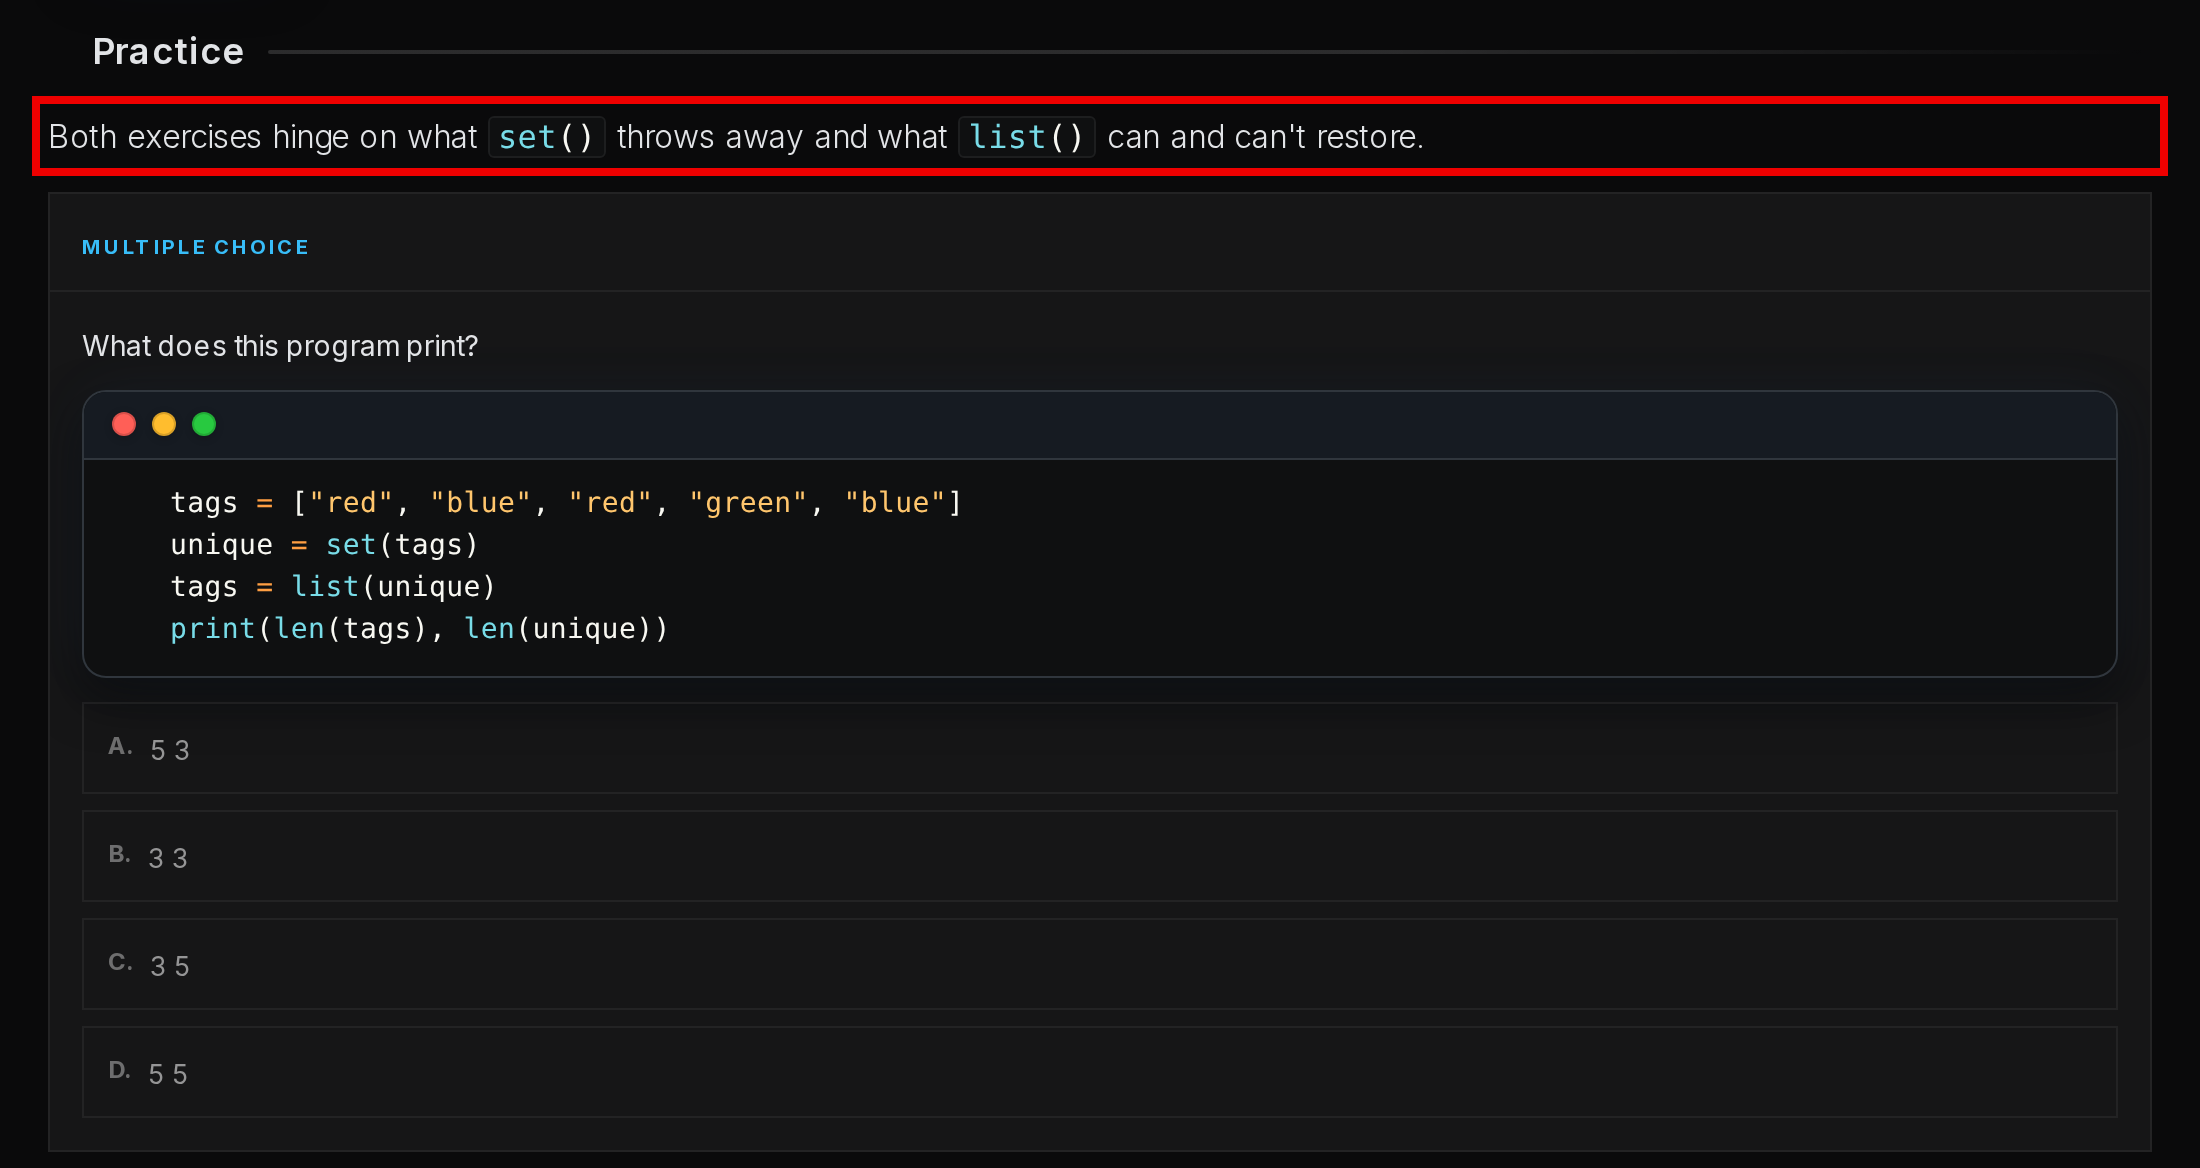 Practice
Both exercises hinge on what set() throws away and what list() can and can't restore.
MULTIPLE CHOICE
What does this program print?
tags = ["red", "blue", "red", "green", "blue"]
unique = set(tags)
tags = list(unique)
print(len(tags), len(unique))
A. 5 3
B. 3 3
C. 3 5
D. 5 5